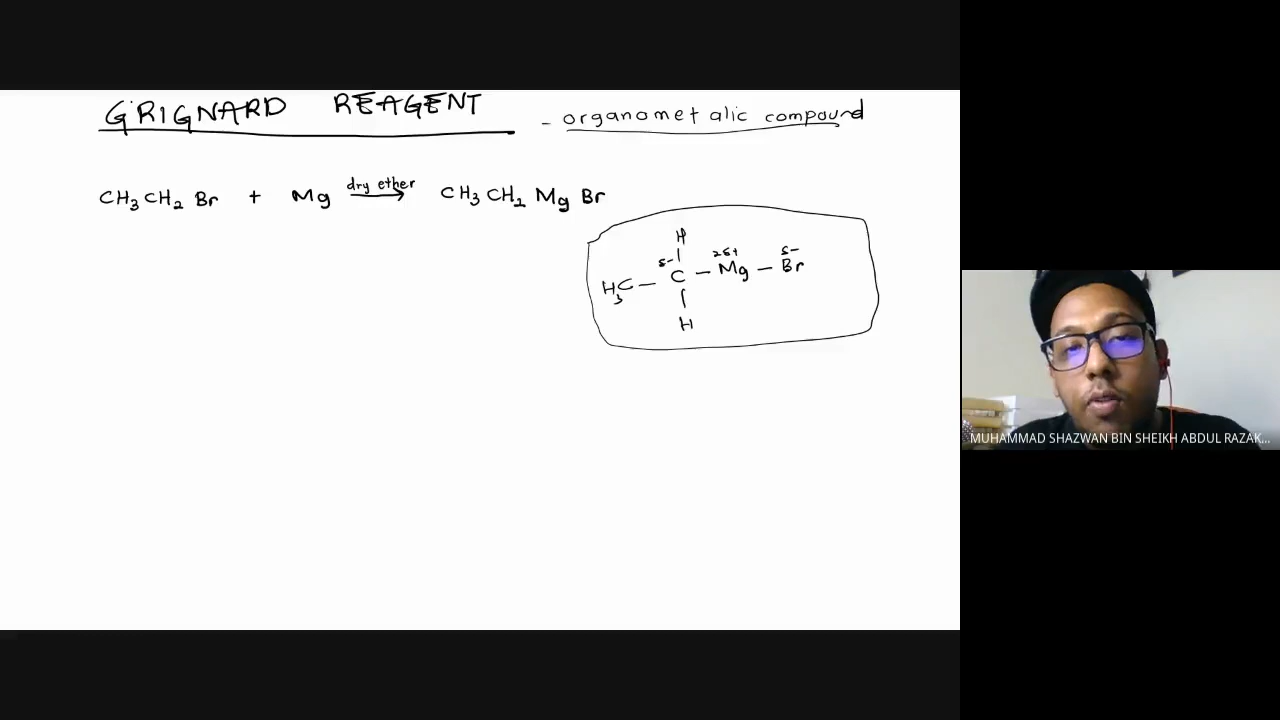 GRIGNARD REAGENT - organometalic compound
CH3CH2Br + Mg dry ether → CH3CH2MgBr
H
δ- 2δ+ δ-
H3C - C - Mg - Br
H
MUHAMMAD SHAZWAN BIN SHEIKH ABDUL RAZAK...